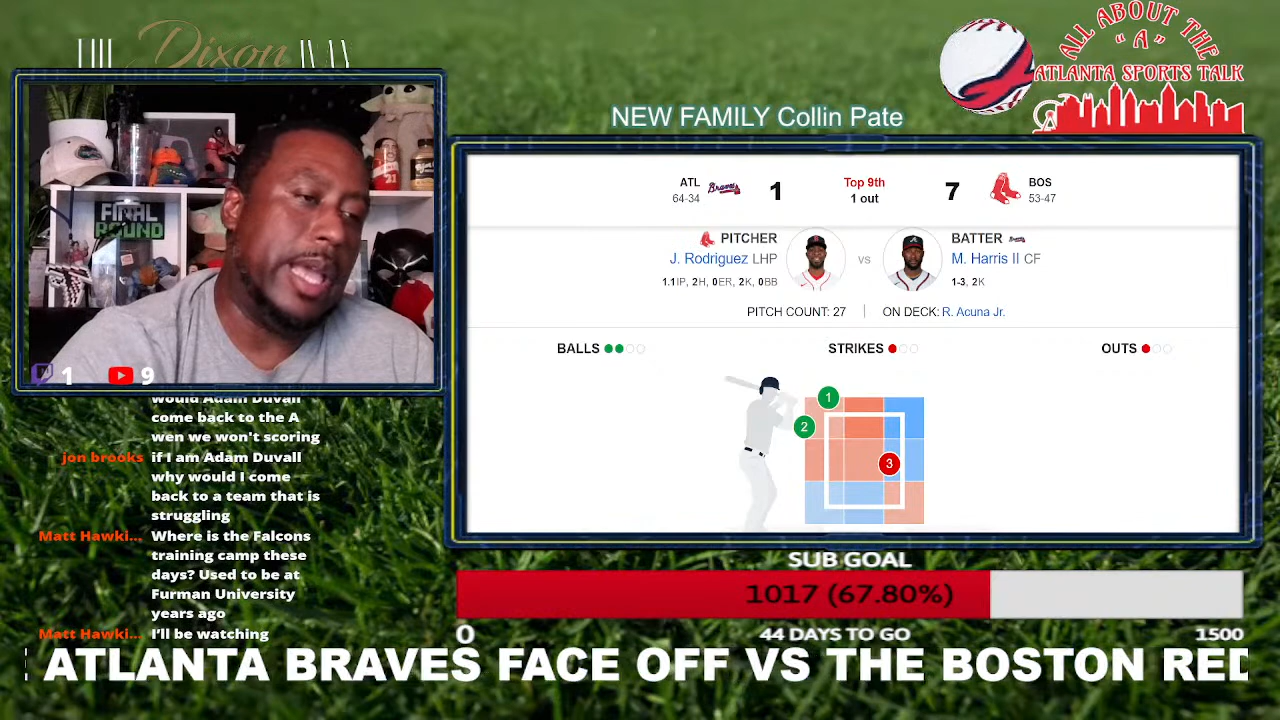 Dixon
ALL ABOUT THE
"A"
ATLANTA SPORTS TALK
NEW FAMILY Collin Pate
FINAL
ROUND
21
1
9
ATL
64-34
Braves
1
Top 9th
1 out
7
BOS
53-47
PITCHER
J. Rodriguez LHP
1.1IP, 2H, 0ER, 2K, 0BB
vs
BATTER
M. Harris II CF
1-3, 2K
PITCH COUNT: 27
ON DECK: R. Acuna Jr.
BALLS
STRIKES
OUTS
1
2
3
would Adam Duvall
come back to the A
wen we won't scoring
jon brooks if I am Adam Duvall
why would I come
back to a team that is
struggling
Matt Hawki... Where is the Falcons
training camp these
days? Used to be at
Furman University
years ago
Matt Hawki... I'll be watching
SUB GOAL
1017 (67.80%)
0
44 DAYS TO GO
1500
ATLANTA BRAVES FACE OFF VS THE BOSTON RED